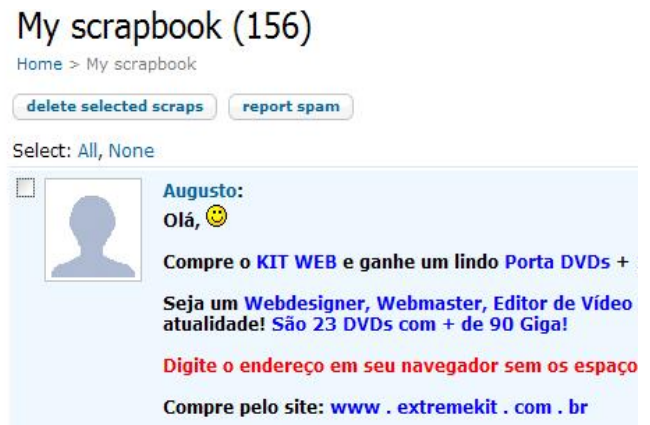 My scrapbook (156)
Home > My scrapbook
delete selected scraps report spam
Select: All, None
Augusto:
Olá,
Compre o KIT WEB e ganhe um lindo Porta DVDs +
Seja um Webdesigner, Webmaster, Editor de Vídeo
atualidade! São 23 DVDs com + de 90 Giga!
Digite o endereço em seu navegador sem os espaço
Compre pelo site: www . extremekit . com . br